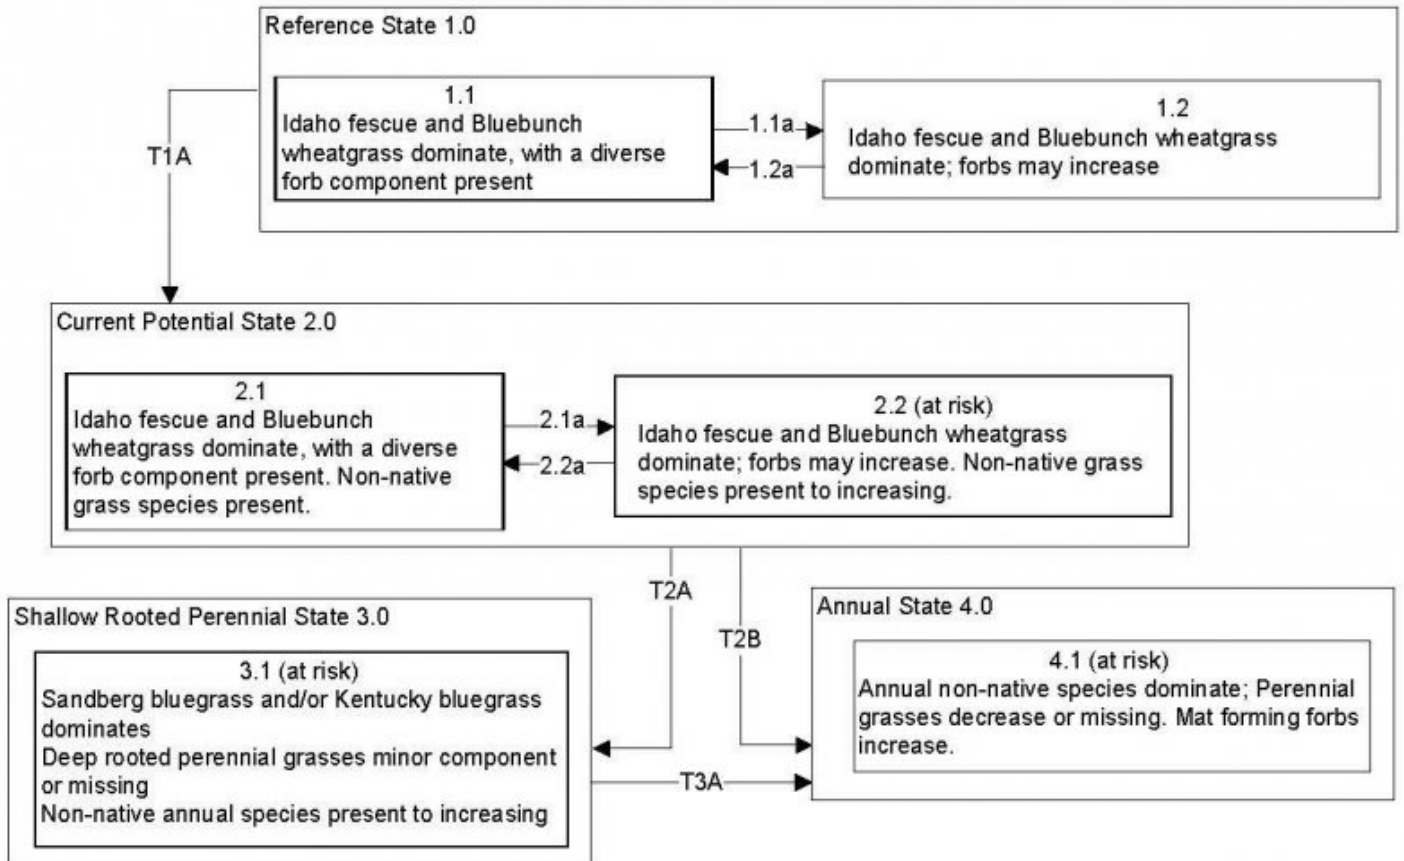 Reference State 1.0
1.1
Idaho fescue and Bluebunch
wheatgrass dominate, with a diverse
forb component present
1.1a
1.2a
1.2
Idaho fescue and Bluebunch wheatgrass
dominate; forbs may increase
T1A
Current Potential State 2.0
2.1
Idaho fescue and Bluebunch
wheatgrass dominate, with a diverse
forb component present. Non-native
grass species present.
2.1a
2.2a
2.2 (at risk)
Idaho fescue and Bluebunch wheatgrass
dominate; forbs may increase. Non-native grass
species present to increasing.
T2A
T2B
Shallow Rooted Perennial State 3.0
3.1 (at risk)
Sandberg bluegrass and/or Kentucky bluegrass
dominates
Deep rooted perennial grasses minor component
or missing
Non-native annual species present to increasing
T3A
Annual State 4.0
4.1 (at risk)
Annual non-native species dominate; Perennial
grasses decrease or missing. Mat forming forbs
increase.